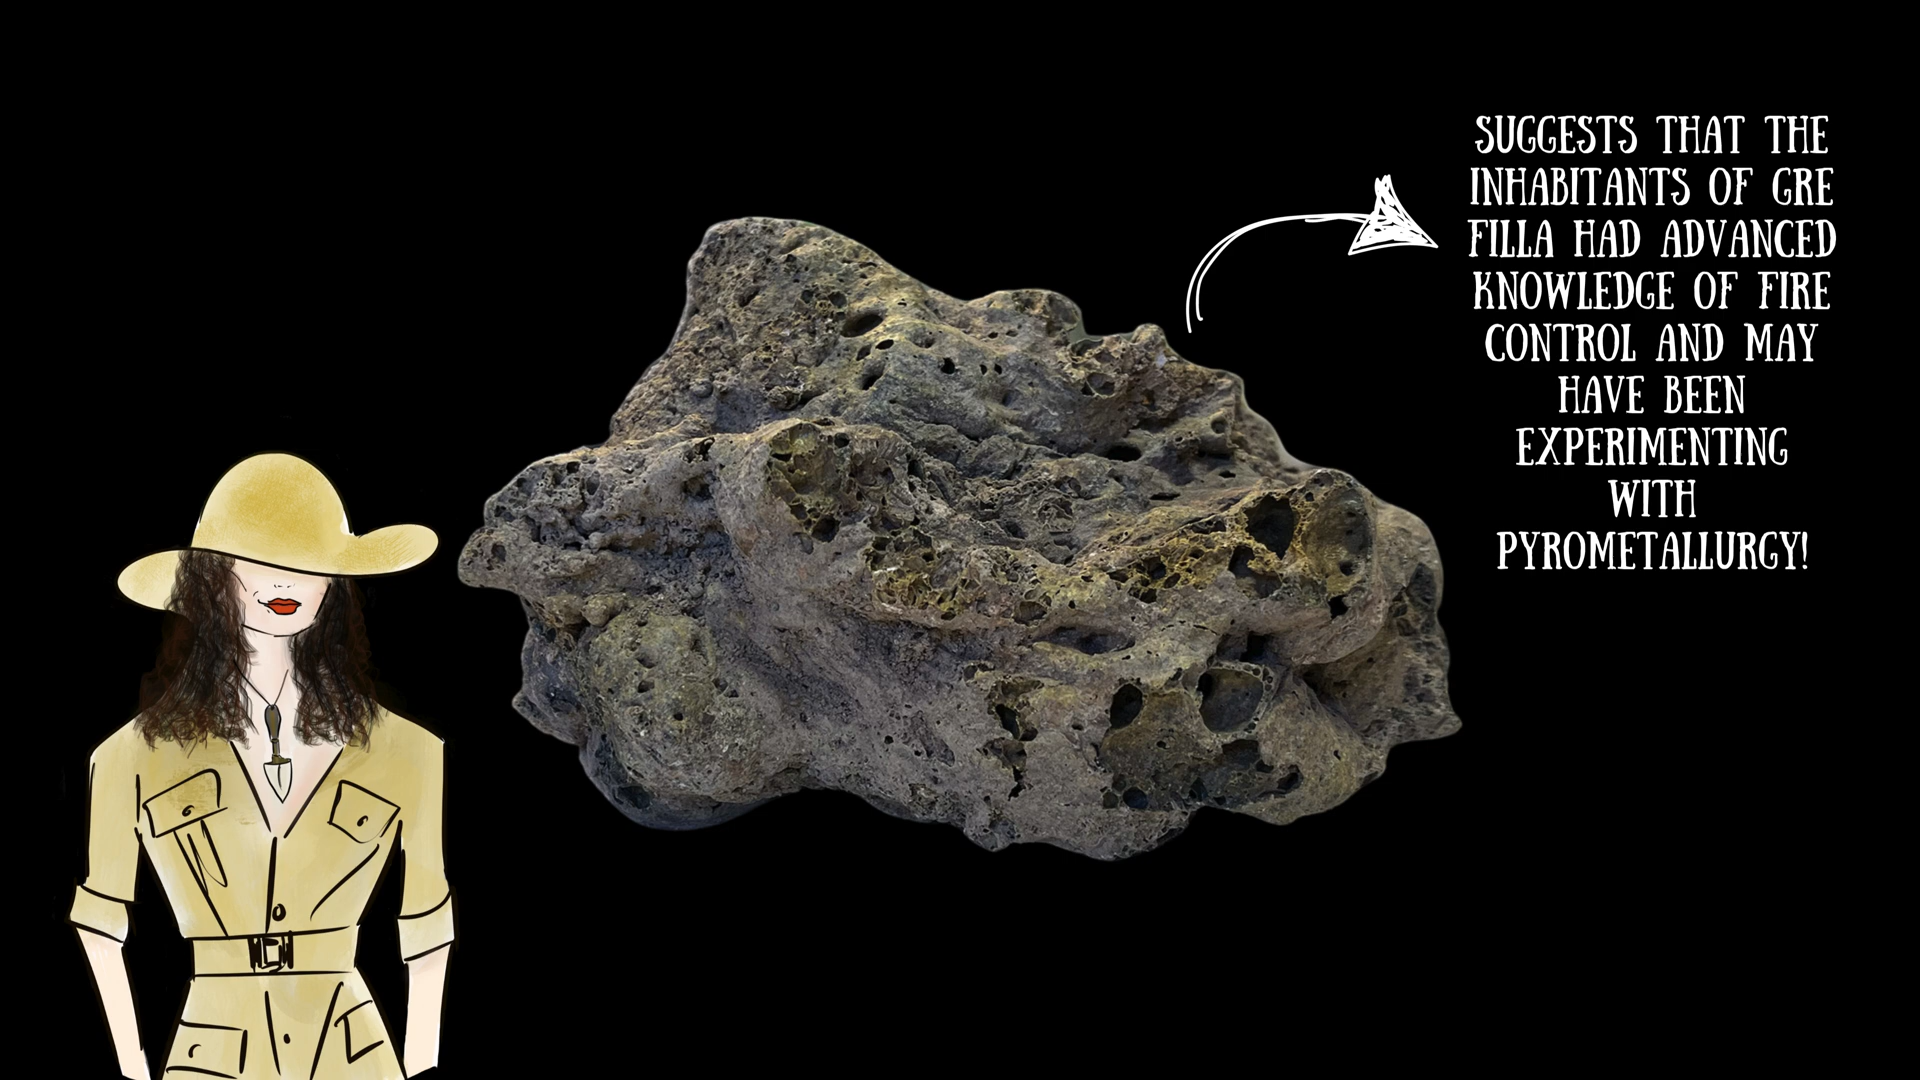 SUGGESTS THAT THE
INHABITANTS OF GRE
FILLA HAD ADVANCED
KNOWLEDGE OF FIRE
CONTROL AND MAY
HAVE BEEN
EXPERIMENTING
WITH
PYROMETALLURGY!